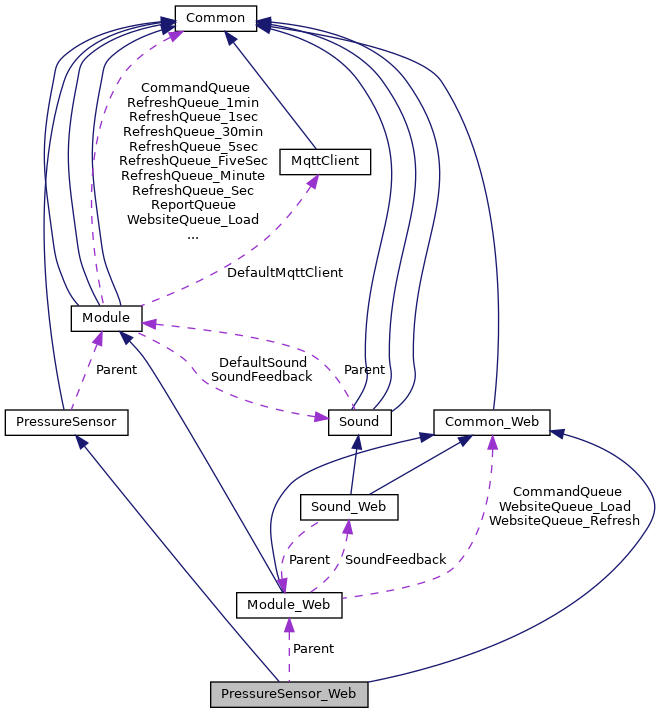 Common
CommandQueue
RefreshQueue_1min
RefreshQueue_1sec
RefreshQueue_30min
RefreshQueue_5sec
RefreshQueue_FiveSec
RefreshQueue_Minute
RefreshQueue_Sec
ReportQueue
WebsiteQueue_Load
...
MqttClient
DefaultMqttClient
Module
DefaultSound
SoundFeedback
Parent
Parent
PressureSensor
Sound
Common_Web
CommandQueue
WebsiteQueue_Load
WebsiteQueue_Refresh
Sound_Web
Parent
SoundFeedback
Module_Web
Parent
PressureSensor_Web